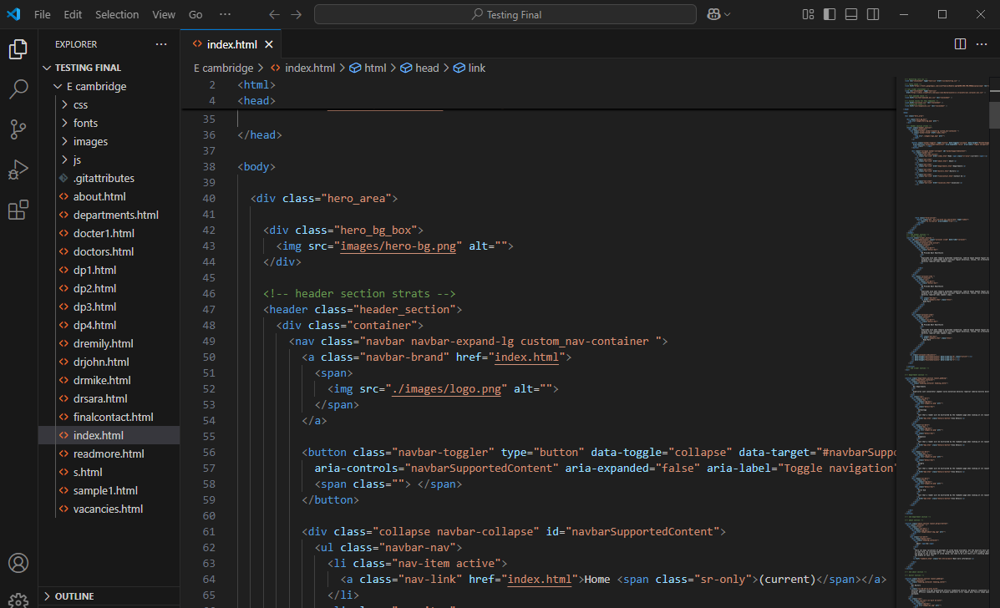 File Edit Selection View Go ··· Testing Final
EXPLORER ···
TESTING FINAL
E cambridge
css
fonts
images
js
.gitattributes
about.html
departments.html
docter1.html
doctors.html
dp1.html
dp2.html
dp3.html
dp4.html
dremily.html
drjohn.html
drmike.html
drsara.html
finalcontact.html
index.html
readmore.html
s.html
sample1.html
vacancies.html
OUTLINE
index.html
E cambridge > index.html > html > head > link
2 <html>
4 <head>
35
36 </head>
37
38 <body>
39
40 <div class="hero_area">
41
42 <div class="hero_bg_box">
43 <img src="images/hero-bg.png" alt="">
44 </div>
45
46 <!-- header section strats -->
47 <header class="header_section">
48 <div class="container">
49 <nav class="navbar navbar-expand-lg custom_nav-container ">
50 <a class="navbar-brand" href="index.html">
51 <span>
52 <img src="./images/logo.png" alt="">
53 </span>
54 </a>
55
56 <button class="navbar-toggler" type="button" data-toggle="collapse" data-target="#navbarSuppo
57 aria-controls="navbarSupportedContent" aria-expanded="false" aria-label="Toggle navigation"
58 <span class=""> </span>
59 </button>
60
61 <div class="collapse navbar-collapse" id="navbarSupportedContent">
62 <ul class="navbar-nav">
63 <li class="nav-item active">
64 <a class="nav-link" href="index.html">Home <span class="sr-only">(current)</span></a>
65 </li>